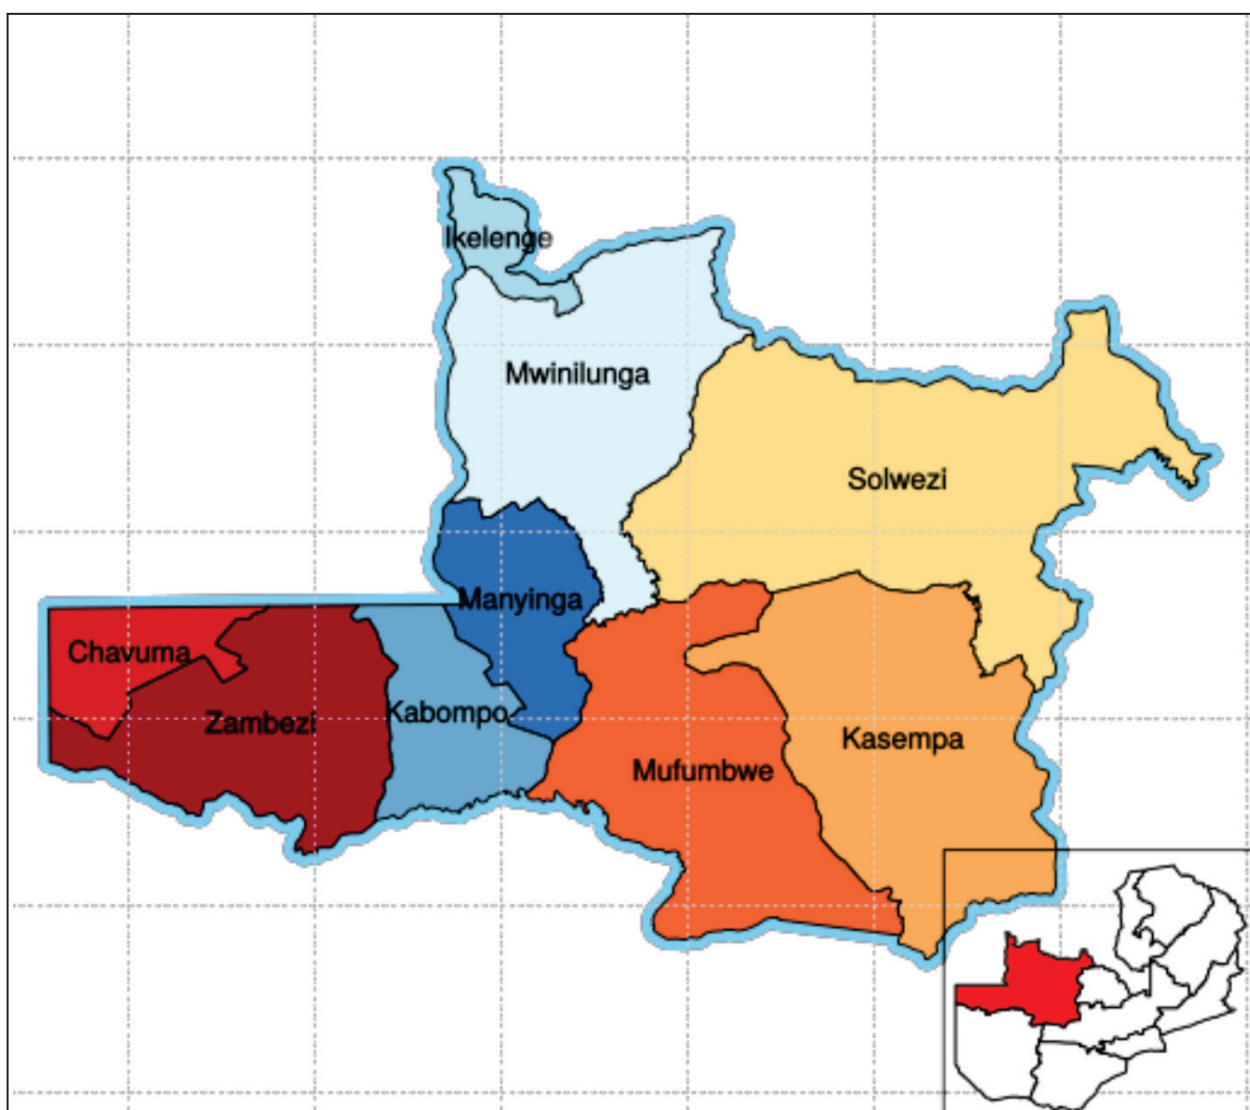 Ikelenge
Mwinilunga
Solwezi
Manyinga
Chavuma
Zambezi
Kabompo
Kasempa
Mufumbwe